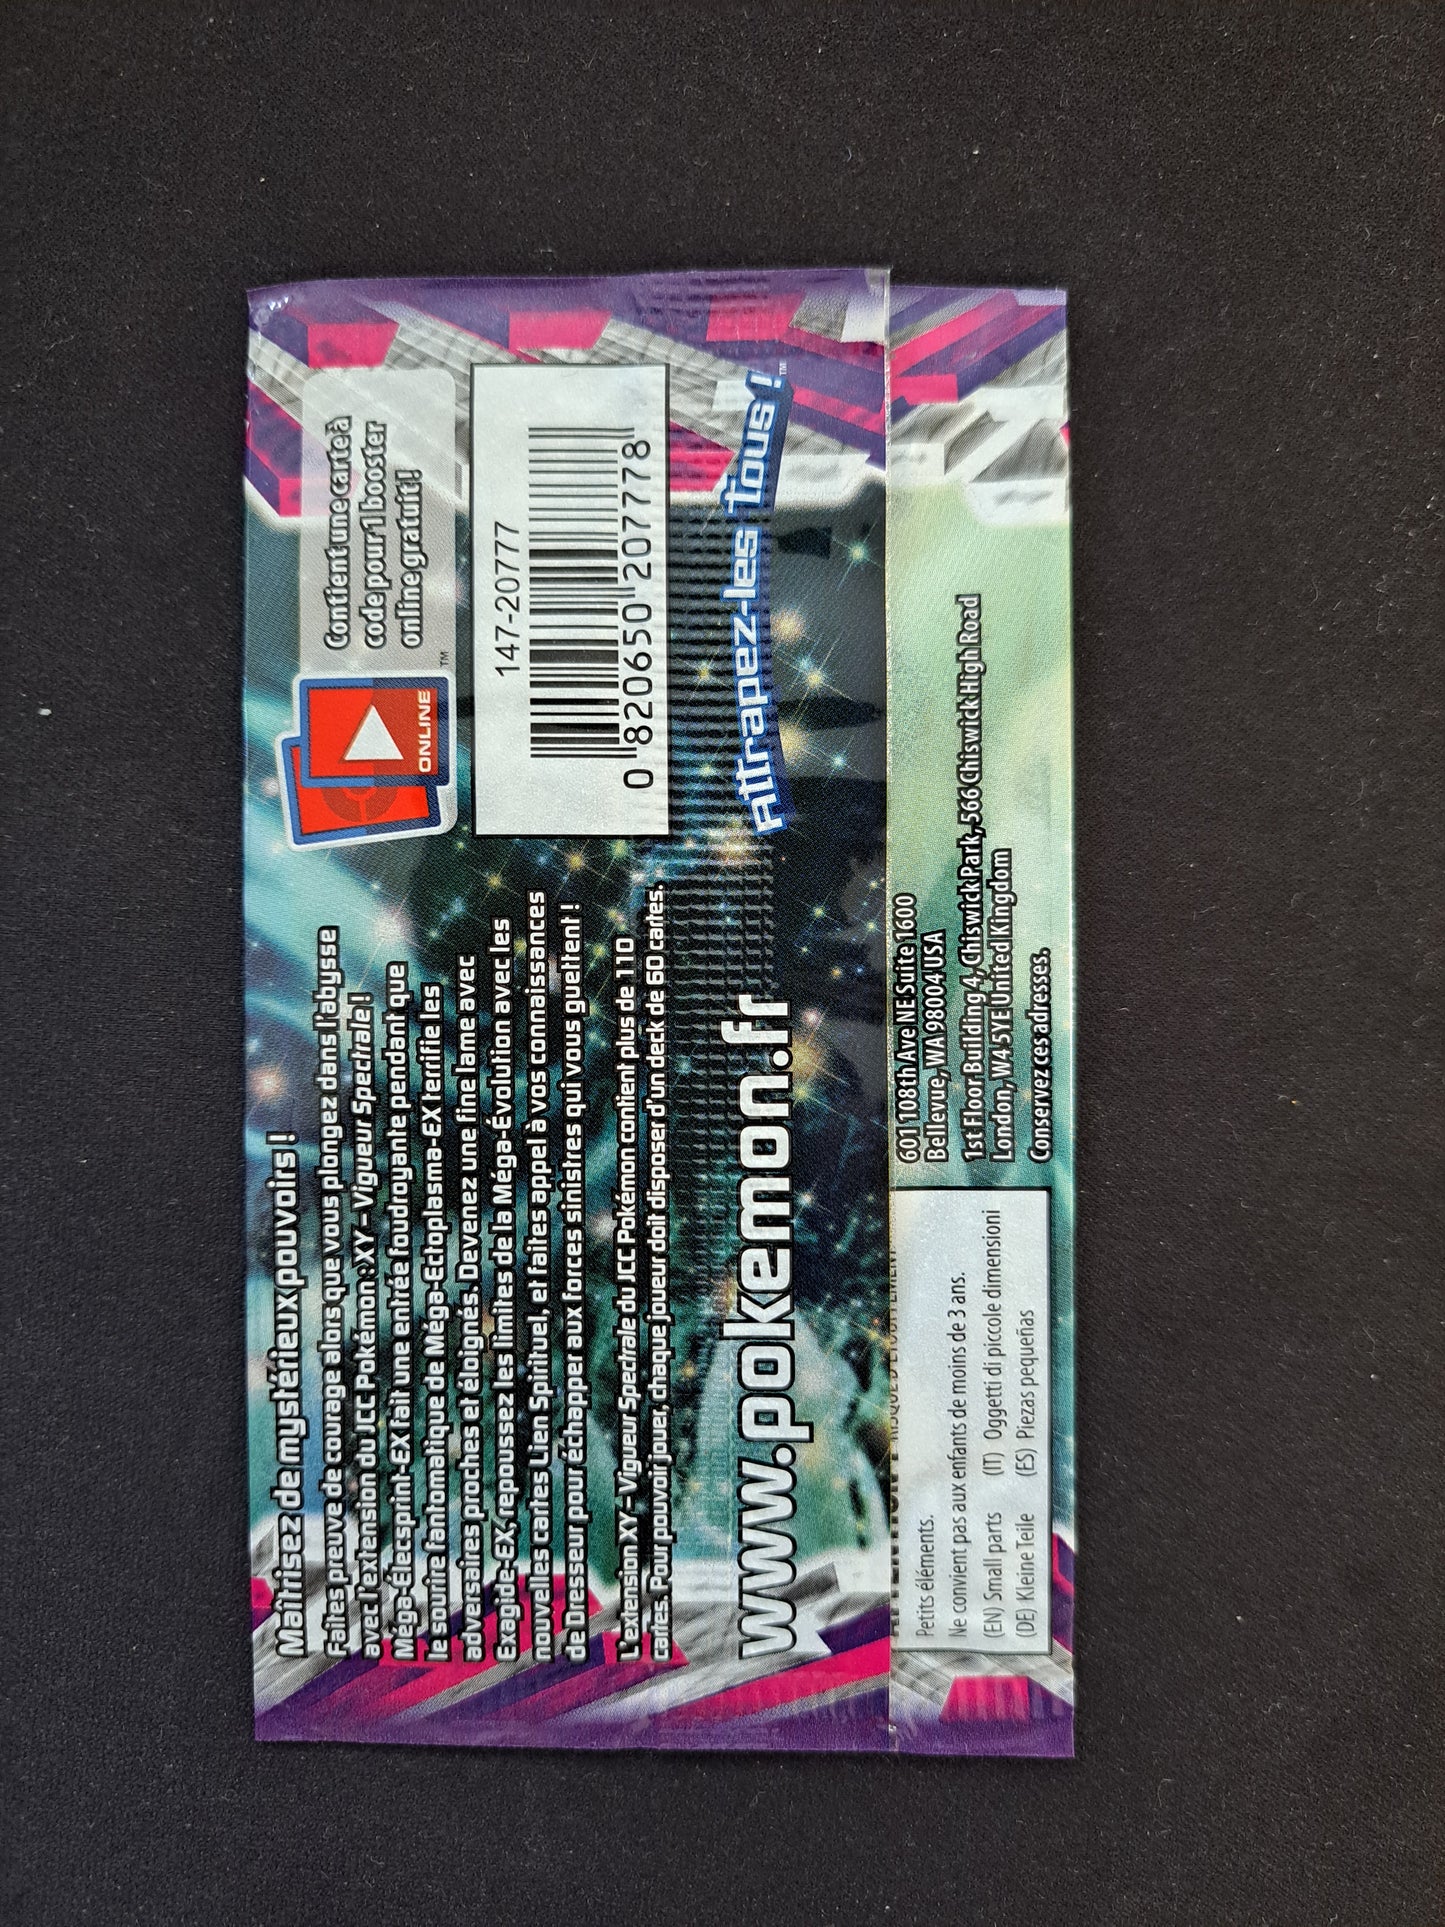 Maîtrisez de mystérieux pouvoirs !
Faites preuve de courage alors que vous plongez dans l'abysse
avec l'extension du JCC Pokémon : XY – Vigueur Spectrale !
Méga-Élecsprint-EX fait une entrée foudroyante pendant que
le sourire fantomatique de Méga-Ectoplasma-EX terrifie les
adversaires proches et éloignés. Devenez une fine lame avec
Exagide-EX, repoussez les limites de la Méga-Évolution avec les
nouvelles cartes Lien Spirituel, et faites appel à vos connaissances
de Dresseur pour échapper aux forces sinistres qui vous guettent !
L'extension XY – Vigueur Spectrale du JCC Pokémon contient plus de 110
cartes. Pour pouvoir jouer, chaque joueur doit disposer d'un deck de 60 cartes.
www.pokemon.fr
ONLINE
TM
Contient une carte à
code pour 1 booster
online gratuit !
147-20777
0 820650 207778
Attrapez-les tous !
TM
Petits éléments.
Ne convient pas aux enfants de moins de 3 ans.
(EN) Small parts (IT) Oggetti di piccole dimensioni
(DE) Kleine Teile (ES) Piezas pequeñas
601 108th Ave NE Suite 1600
Bellevue, WA 98004 USA
1st Floor Building 4, Chiswick Park, 566 Chiswick High Road
London, W4 5YE United Kingdom
Conservez ces adresses.